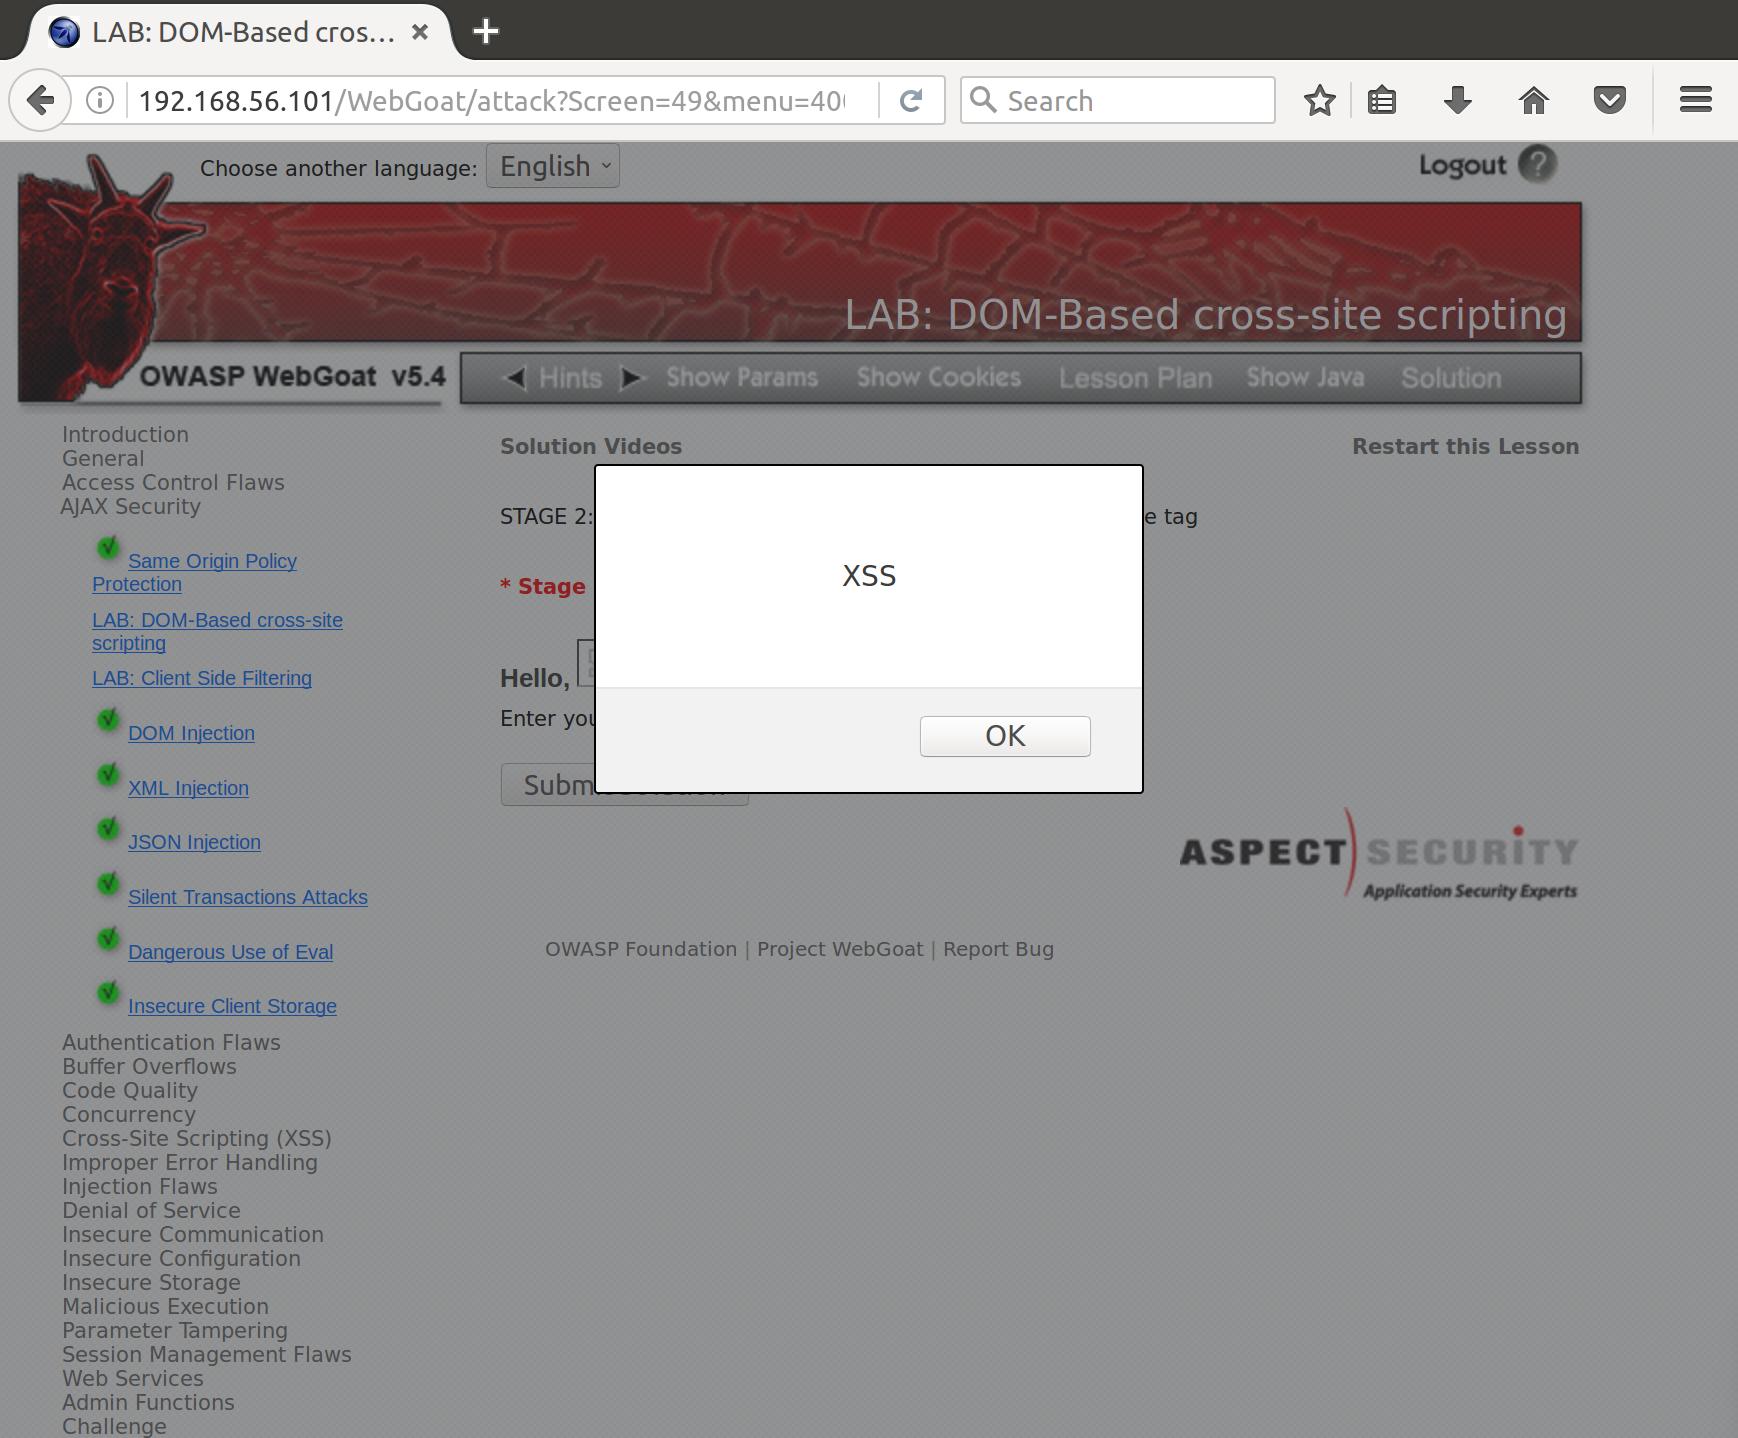 LAB: DOM-Based cros...
192.168.56.101/WebGoat/attack?Screen=49&menu=400
Search
Choose another language: English
Logout ?
LAB: DOM-Based cross-site scripting
OWASP WebGoat v5.4
Hints Show Params Show Cookies Lesson Plan Show Java Solution
Introduction
General
Access Control Flaws
AJAX Security
Same Origin Policy
Protection
LAB: DOM-Based cross-site
scripting
LAB: Client Side Filtering
DOM Injection
XML Injection
JSON Injection
Silent Transactions Attacks
Dangerous Use of Eval
Insecure Client Storage
Authentication Flaws
Buffer Overflows
Code Quality
Concurrency
Cross-Site Scripting (XSS)
Improper Error Handling
Injection Flaws
Denial of Service
Insecure Communication
Insecure Configuration
Insecure Storage
Malicious Execution
Parameter Tampering
Session Management Flaws
Web Services
Admin Functions
Challenge
Solution Videos Restart this Lesson
STAGE 2: e tag
* Stage
Hello,
Enter you
XSS
OK
ASPECT SECURITY
Application Security Experts
OWASP Foundation | Project WebGoat | Report Bug